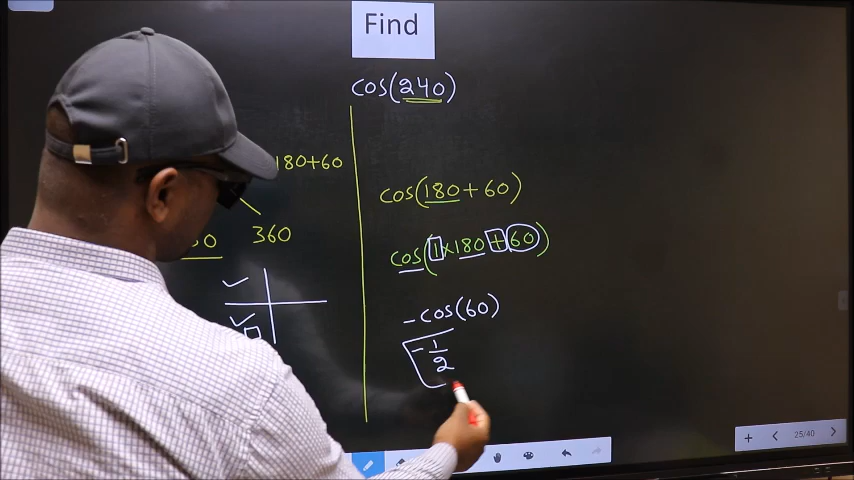 Find
cos(240)
180+60
360
cos(180+60)
cos(1×180+60)
-cos(60)
-1/2
25/40